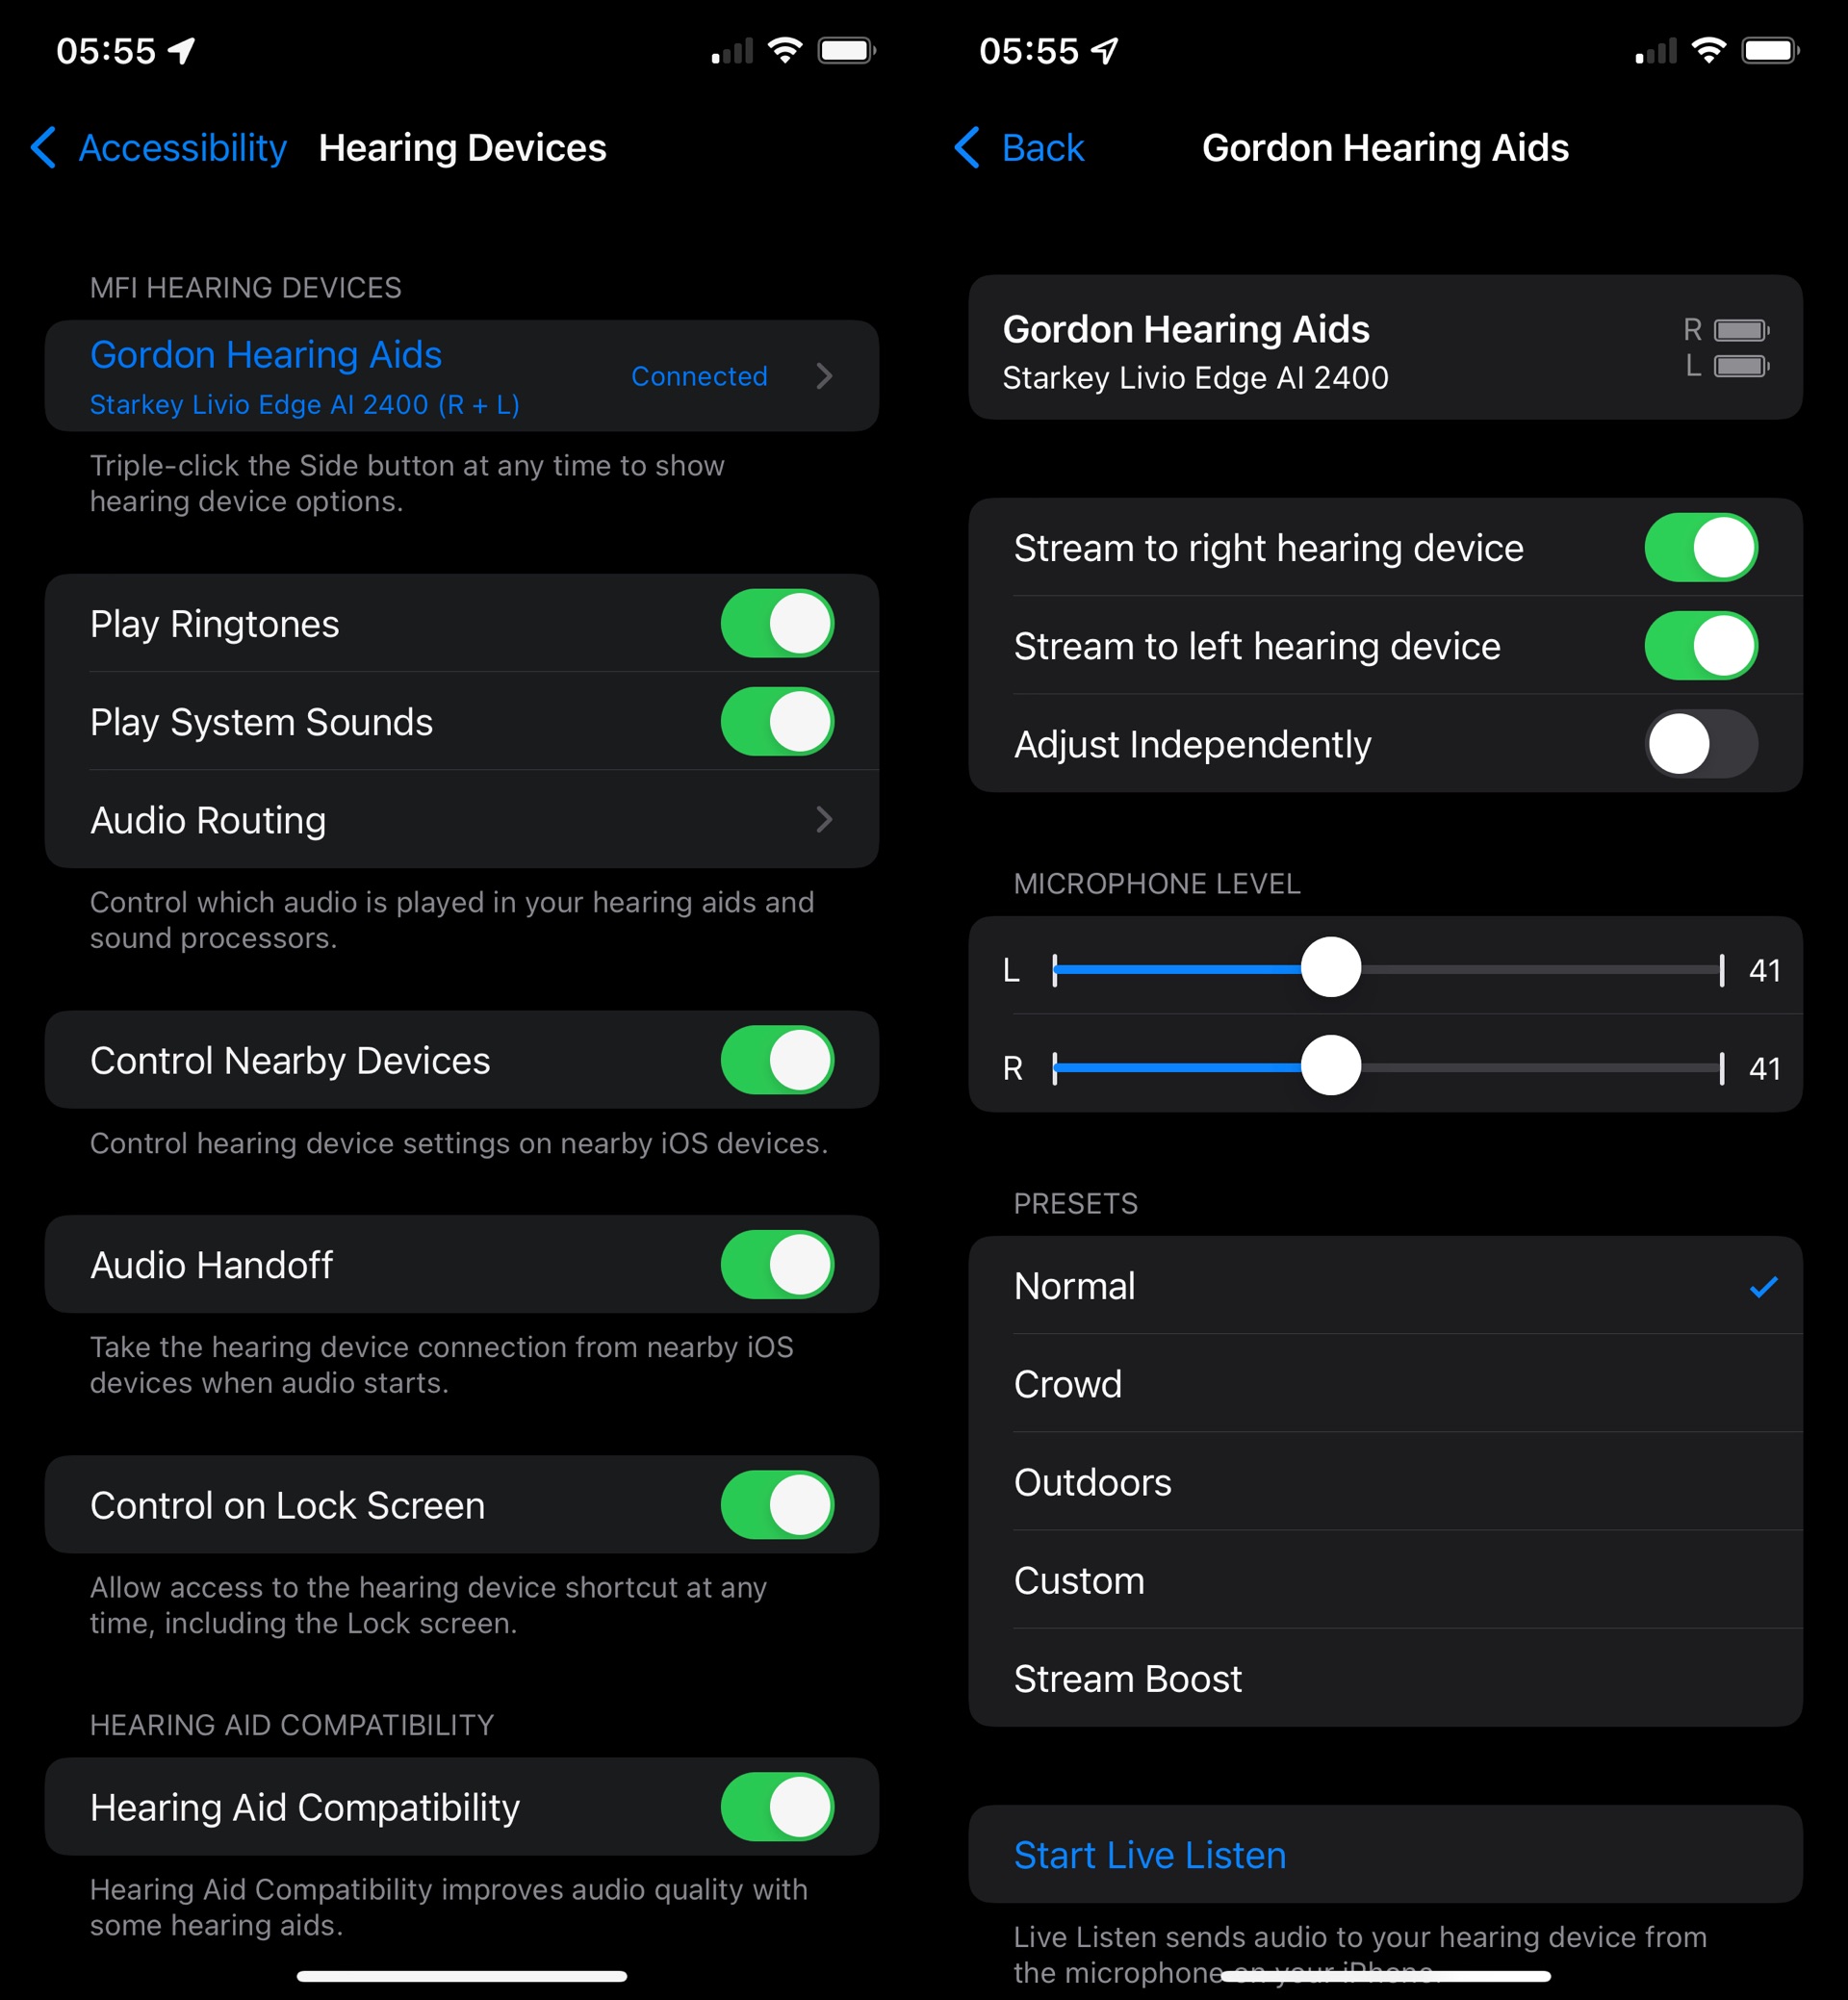 05:55
Accessibility
Hearing Devices
MFI HEARING DEVICES
Gordon Hearing Aids
Starkey Livio Edge AI 2400 (R + L)
Connected
Triple-click the Side button at any time to show
hearing device options.
Play Ringtones
Play System Sounds
Audio Routing
Control which audio is played in your hearing aids and
sound processors.
Control Nearby Devices
Control hearing device settings on nearby iOS devices.
Audio Handoff
Take the hearing device connection from nearby iOS
devices when audio starts.
Control on Lock Screen
Allow access to the hearing device shortcut at any
time, including the Lock screen.
HEARING AID COMPATIBILITY
Hearing Aid Compatibility
Hearing Aid Compatibility improves audio quality with
some hearing aids.
05:55
Back
Gordon Hearing Aids
Gordon Hearing Aids
Starkey Livio Edge AI 2400
R
L
Stream to right hearing device
Stream to left hearing device
Adjust Independently
MICROPHONE LEVEL
L 41
R 41
PRESETS
Normal
Crowd
Outdoors
Custom
Stream Boost
Start Live Listen
Live Listen sends audio to your hearing device from
the microphone on your iPhone.